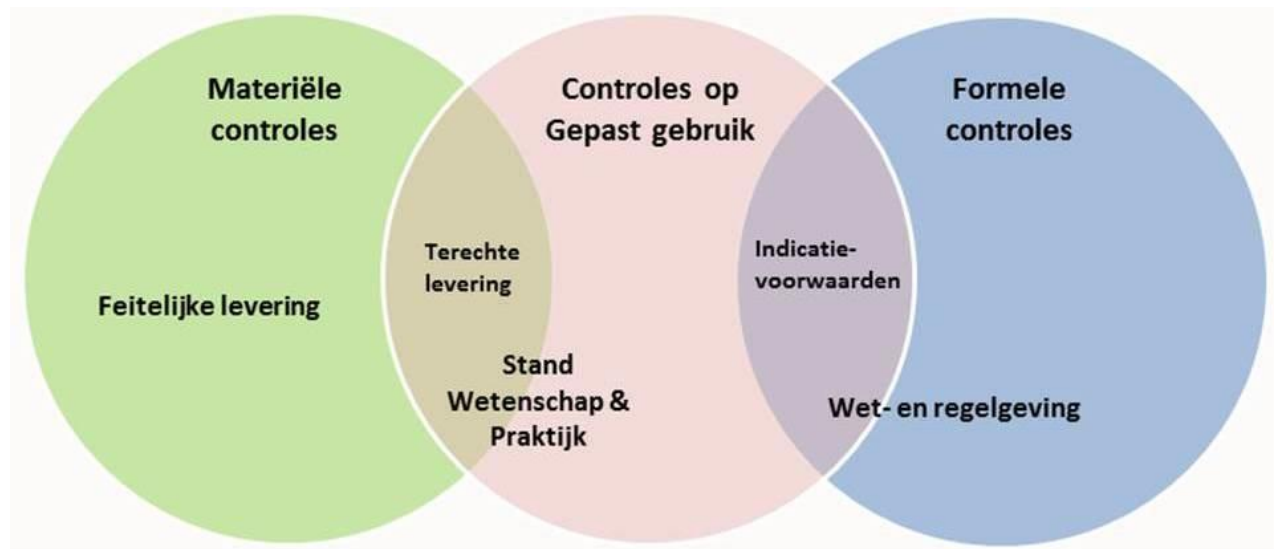 Materiële
controles
Controles op
Gepast gebruik
Formele
controles
Feitelijke levering
Terechte
levering
Stand
Wetenschap &
Praktijk
Indicatie-
voorwaarden
Wet- en regelgeving